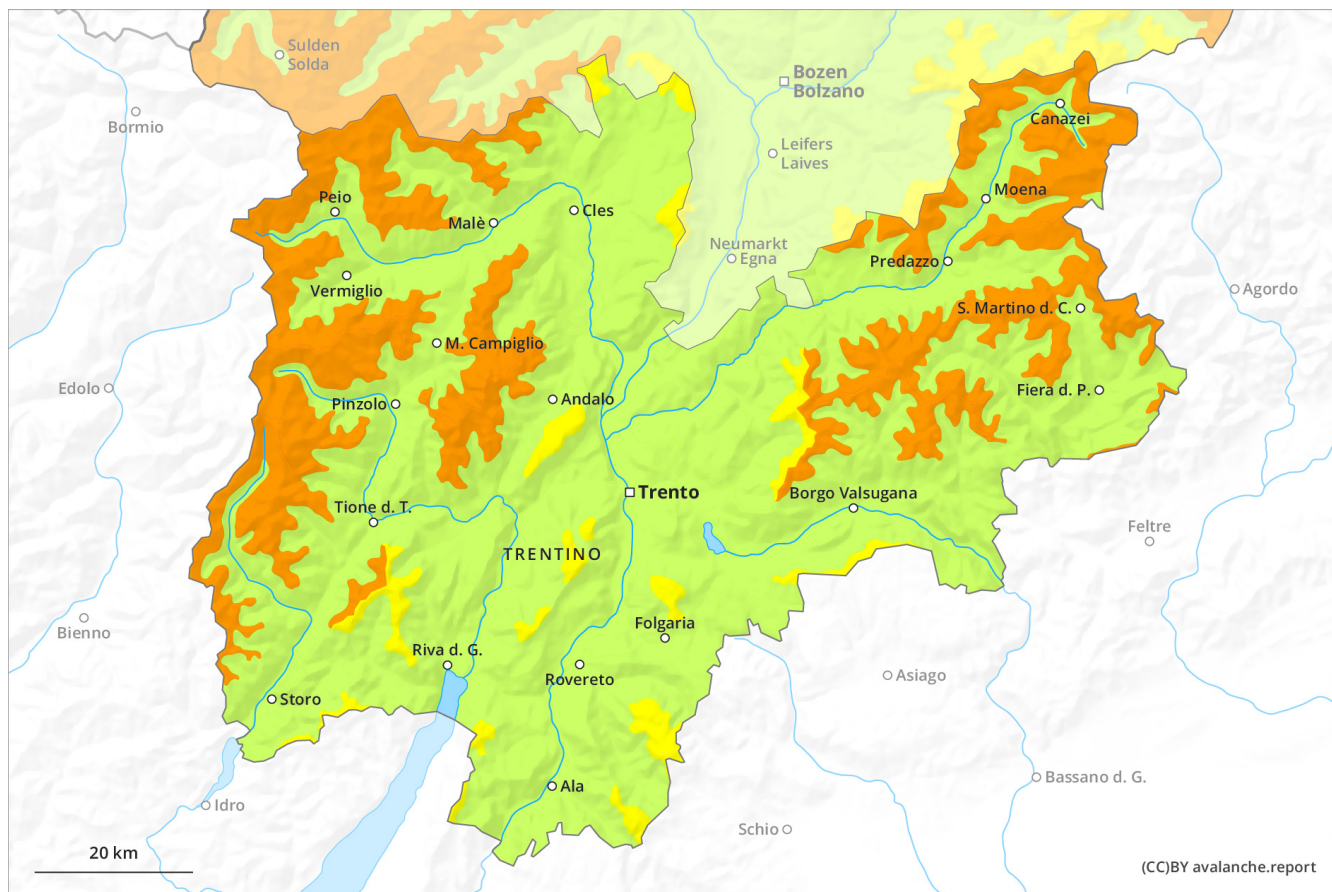 Sulden
Solda
Bozen
Bolzano
Bormio
Canazei
Leifers
Laives
Peio
Moena
Malè
Cles
Neumarkt
Egna
Predazzo
Vermiglio
Agordo
S. Martino d. C.
M. Campiglio
Edolo
Fiera d. P.
Pinzolo
Andalo
Trento
Borgo Valsugana
Tione d. T.
Feltre
TRENTINO
Bienno
Folgaria
Riva d. G.
Rovereto
Asiago
Storo
Bassano d. G.
Ala
Idro
Schio
20 km
(CC)BY avalanche.report